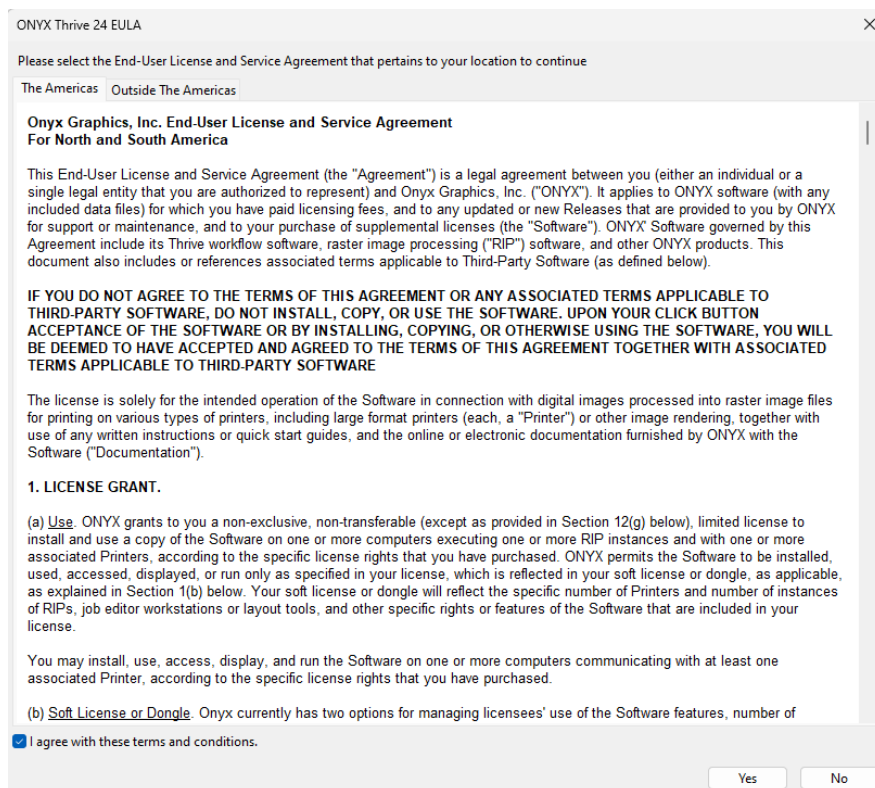 ONYX Thrive 24 EULA
Please select the End-User License and Service Agreement that pertains to your location to continue
The Americas
Outside The Americas
Onyx Graphics, Inc. End-User License and Service Agreement
For North and South America
This End-User License and Service Agreement (the "Agreement") is a legal agreement between you (either an individual or a
single legal entity that you are authorized to represent) and Onyx Graphics, Inc. ("ONYX"). It applies to ONYX software (with any
included data files) for which you have paid licensing fees, and to any updated or new Releases that are provided to you by ONYX
for support or maintenance, and to your purchase of supplemental licenses (the "Software"). ONYX' Software governed by this
Agreement include its Thrive workflow software, raster image processing ("RIP") software, and other ONYX products. This
document also includes or references associated terms applicable to Third-Party Software (as defined below).
IF YOU DO NOT AGREE TO THE TERMS OF THIS AGREEMENT OR ANY ASSOCIATED TERMS APPLICABLE TO
THIRD-PARTY SOFTWARE, DO NOT INSTALL, COPY, OR USE THE SOFTWARE. UPON YOUR CLICK BUTTON
ACCEPTANCE OF THE SOFTWARE OR BY INSTALLING, COPYING, OR OTHERWISE USING THE SOFTWARE, YOU WILL
BE DEEMED TO HAVE ACCEPTED AND AGREED TO THE TERMS OF THIS AGREEMENT TOGETHER WITH ASSOCIATED
TERMS APPLICABLE TO THIRD-PARTY SOFTWARE
The license is solely for the intended operation of the Software in connection with digital images processed into raster image files
for printing on various types of printers, including large format printers (each, a "Printer") or other image rendering, together with
use of any written instructions or quick start guides, and the online or electronic documentation furnished by ONYX with the
Software ("Documentation").
1. LICENSE GRANT.
(a) Use. ONYX grants to you a non-exclusive, non-transferable (except as provided in Section 12(g) below), limited license to
install and use a copy of the Software on one or more computers executing one or more RIP instances and with one or more
associated Printers, according to the specific license rights that you have purchased. ONYX permits the Software to be installed,
used, accessed, displayed, or run only as specified in your license, which is reflected in your soft license or dongle, as applicable,
as explained in Section 1(b) below. Your soft license or dongle will reflect the specific number of Printers and number of instances
of RIPs, job editor workstations or layout tools, and other specific rights or features of the Software that are included in your
license.
You may install, use, access, display, and run the Software on one or more computers communicating with at least one
associated Printer, according to the specific license rights that you have purchased.
(b) Soft License or Dongle. Onyx currently has two options for managing licensees' use of the Software features, number of
I agree with these terms and conditions.
Yes
No